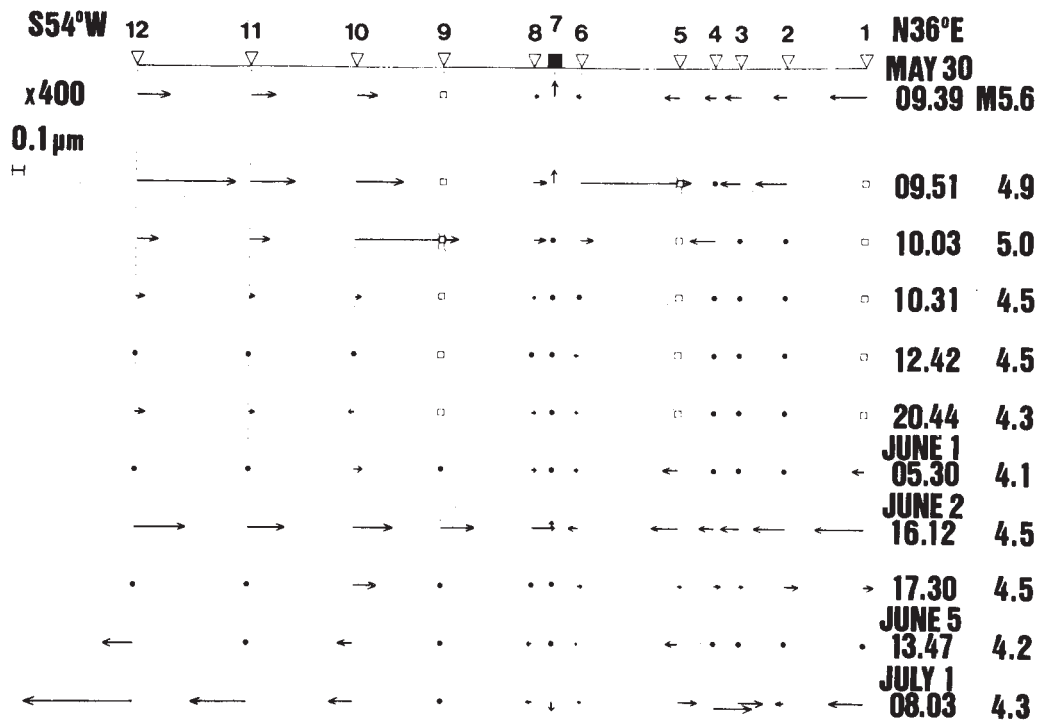 S54°W 12 11 10 9 8 7 6 5 4 3 2 1 N36°E
MAY 30
x400 09.39 M5.6
0.1 µm
09.51 4.9
10.03 5.0
10.31 4.5
12.42 4.5
20.44 4.3
JUNE 1
05.30 4.1
JUNE 2
16.12 4.5
17.30 4.5
JUNE 5
13.47 4.2
JULY 1
08.03 4.3